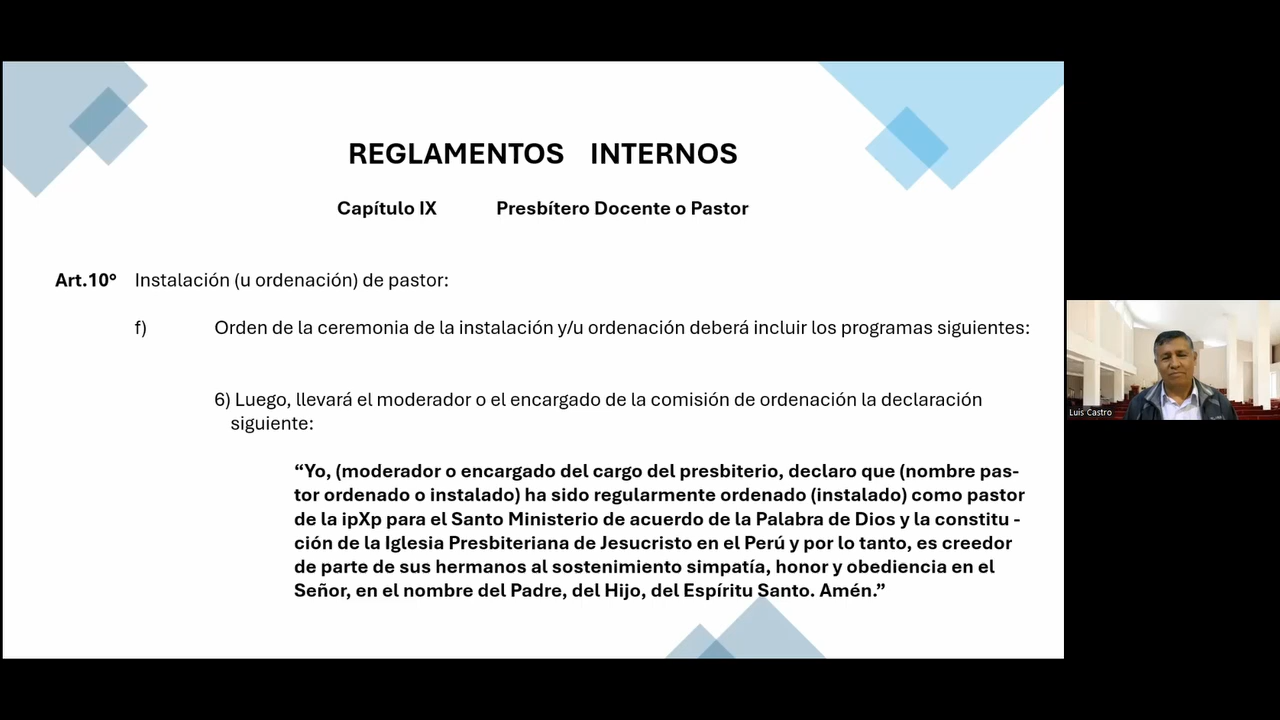 REGLAMENTOS INTERNOS
Capítulo IX Presbítero Docente o Pastor
Art.10° Instalación (u ordenación) de pastor:
f) Orden de la ceremonia de la instalación y/u ordenación deberá incluir los programas siguientes:
6) Luego, llevará el moderador o el encargado de la comisión de ordenación la declaración
siguiente:
“Yo, (moderador o encargado del cargo del presbiterio, declaro que (nombre pas-
tor ordenado o instalado) ha sido regularmente ordenado (instalado) como pastor
de la ipXp para el Santo Ministerio de acuerdo de la Palabra de Dios y la constitu -
ción de la Iglesia Presbiteriana de Jesucristo en el Perú y por lo tanto, es creedor
de parte de sus hermanos al sostenimiento simpatía, honor y obediencia en el
Señor, en el nombre del Padre, del Hijo, del Espíritu Santo. Amén.”
Luis Castro